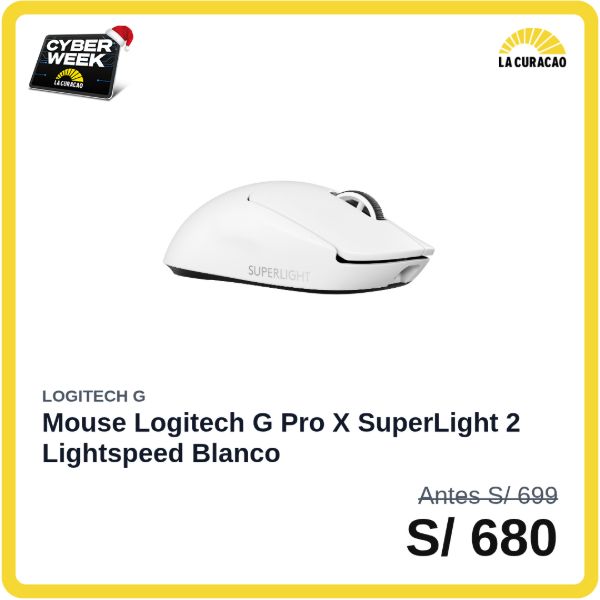 CYBER
WEEK
LA CURACAO
LA CURACAO
SUPERLIGHT
LOGITECH G
Mouse Logitech G Pro X SuperLight 2
Lightspeed Blanco
Antes S/ 699
S/ 680